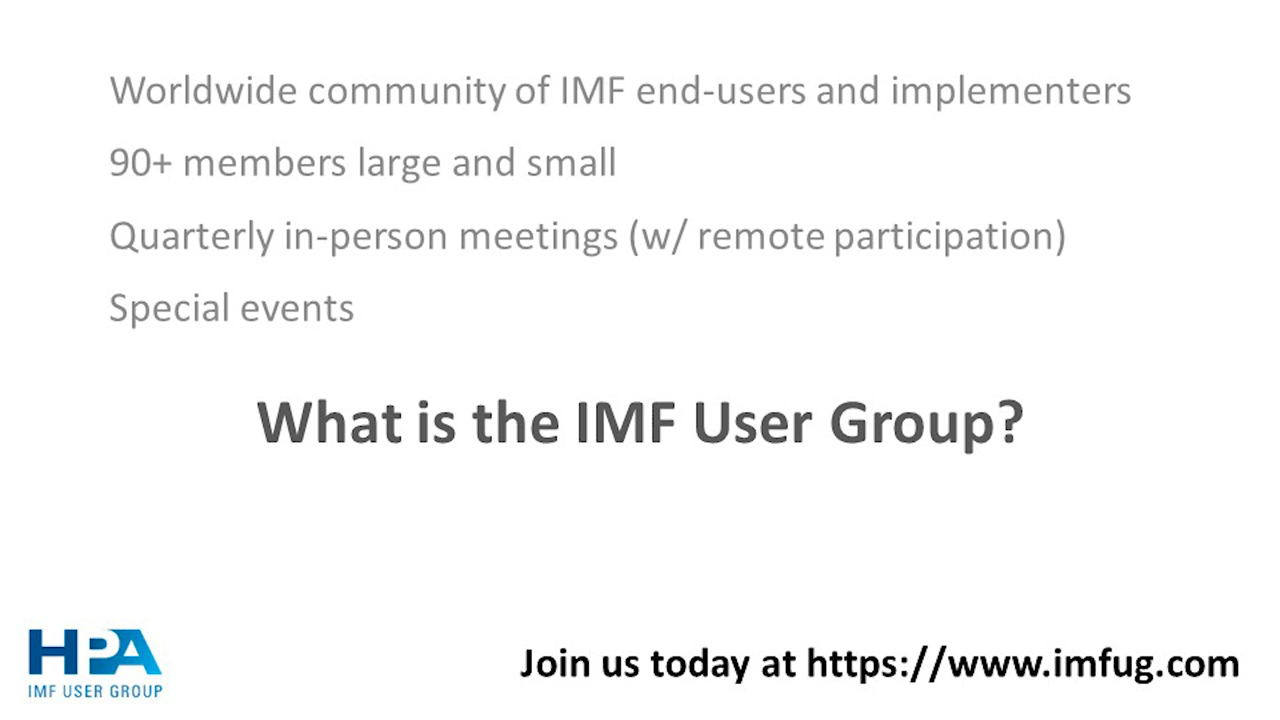 Worldwide community of IMF end-users and implementers
90+ members large and small
Quarterly in-person meetings (w/ remote participation)
Special events
What is the IMF User Group?
HPA
IMF USER GROUP
Join us today at https://www.imfug.com